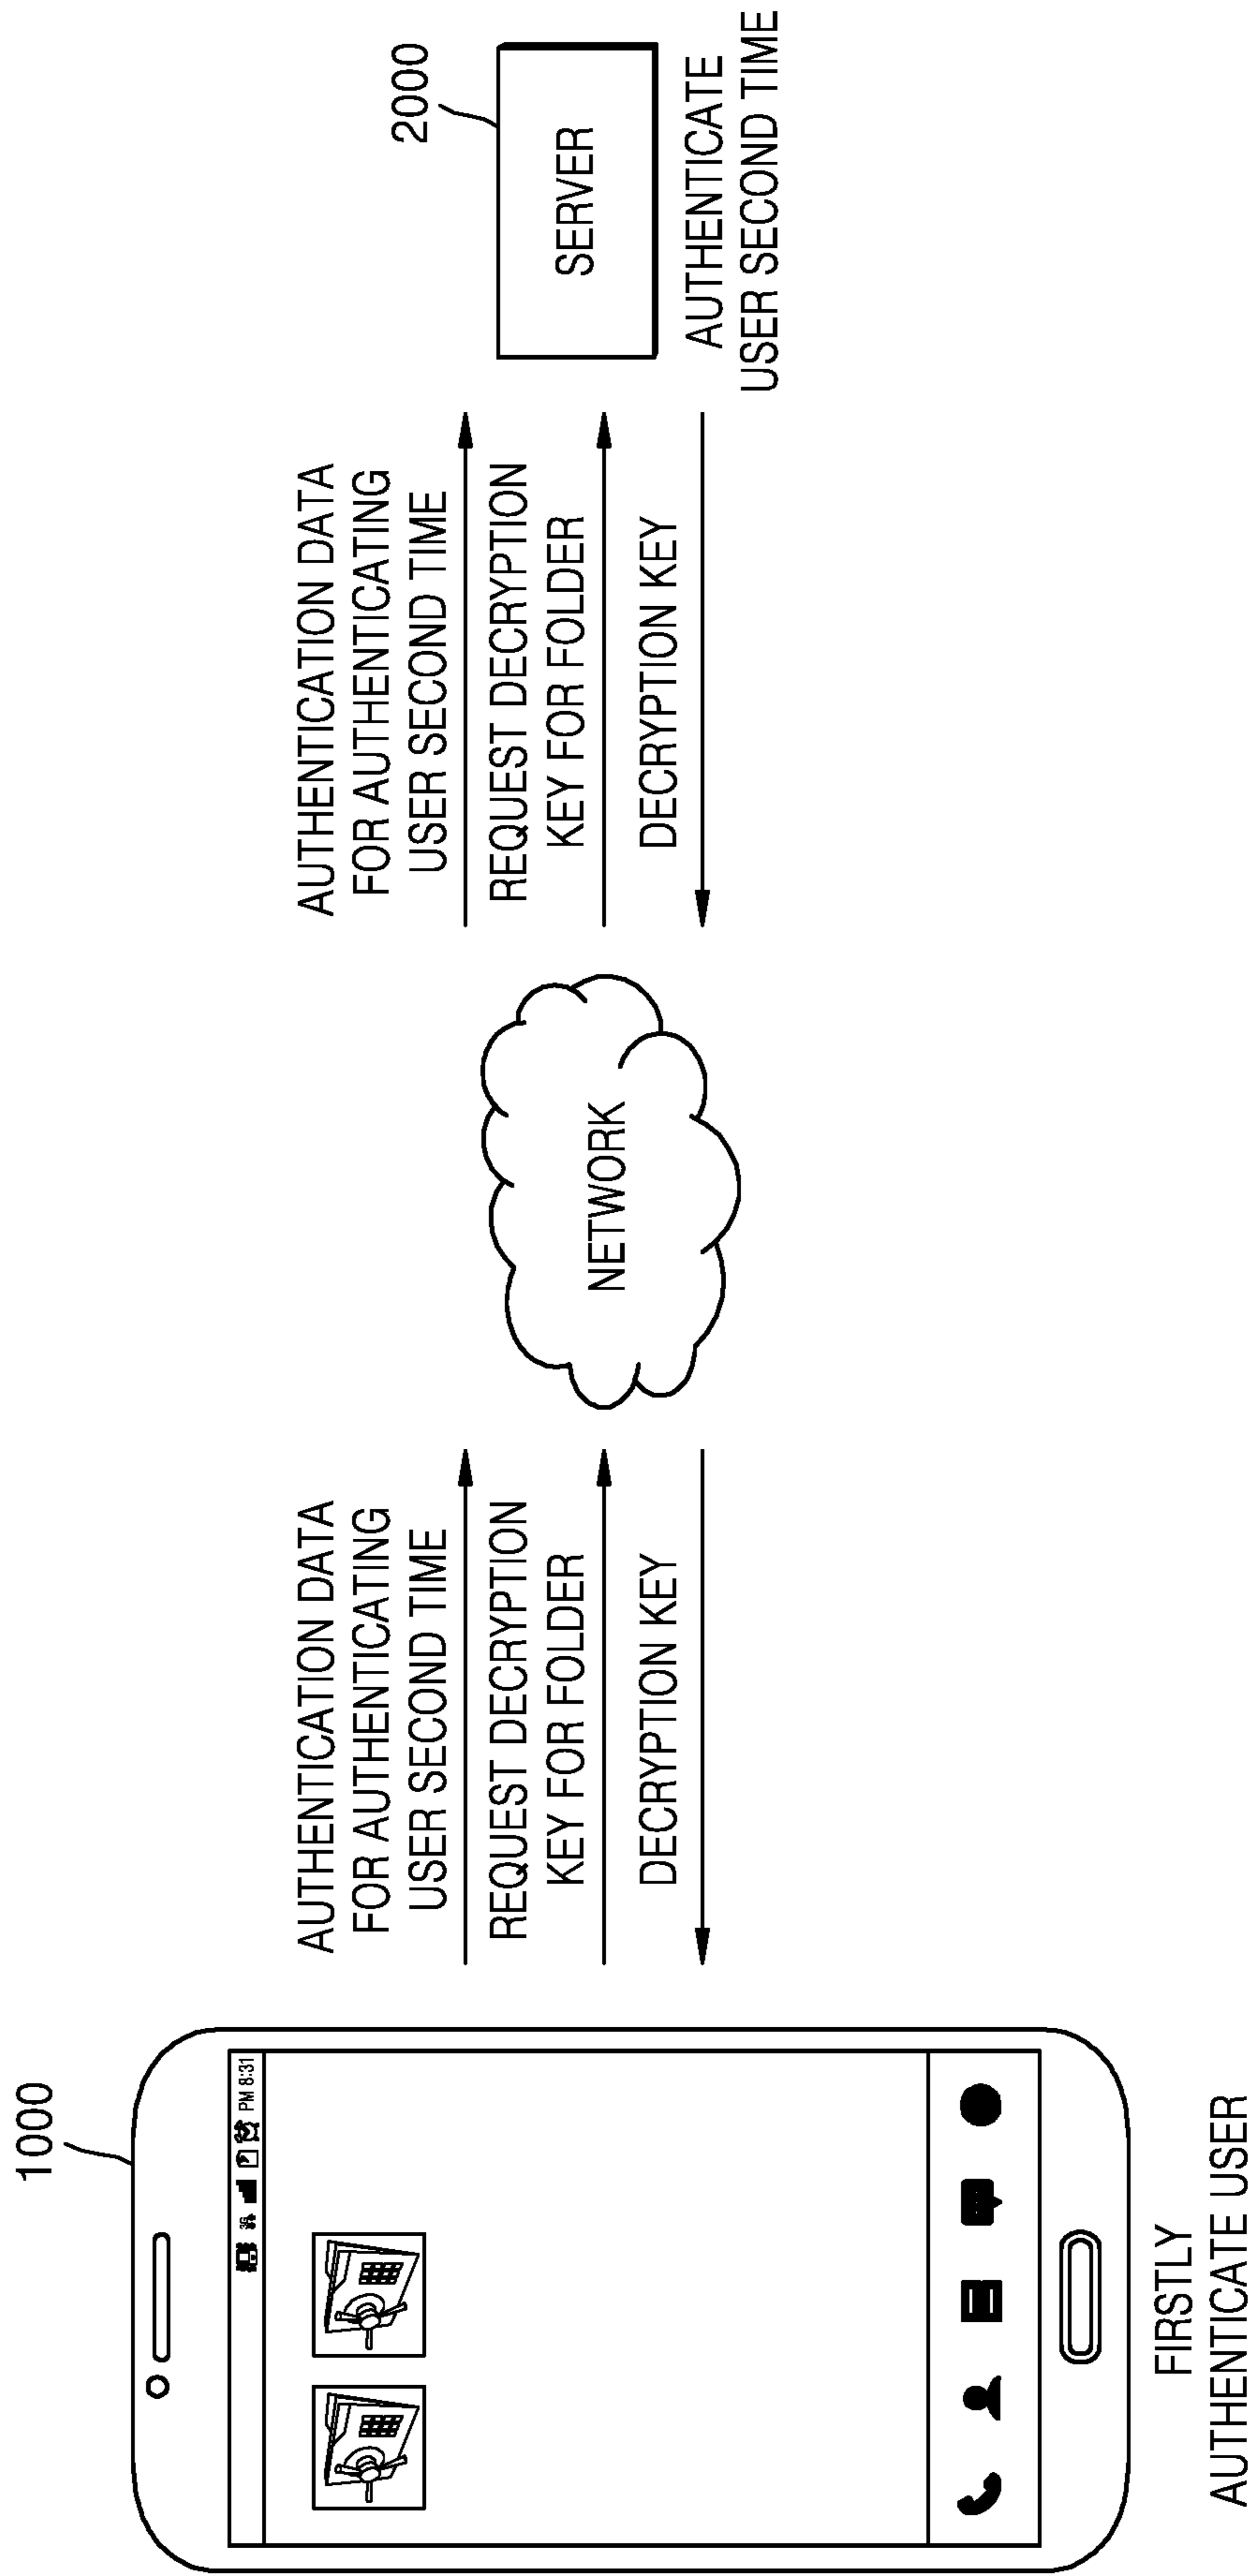 1000
3G
PM 8:31
FIRSTLY
AUTHENTICATE USER
AUTHENTICATION DATA
FOR AUTHENTICATING
USER SECOND TIME
REQUEST DECRYPTION
KEY FOR FOLDER
DECRYPTION KEY
NETWORK
AUTHENTICATION DATA
FOR AUTHENTICATING
USER SECOND TIME
REQUEST DECRYPTION
KEY FOR FOLDER
DECRYPTION KEY
2000
SERVER
AUTHENTICATE
USER SECOND TIME